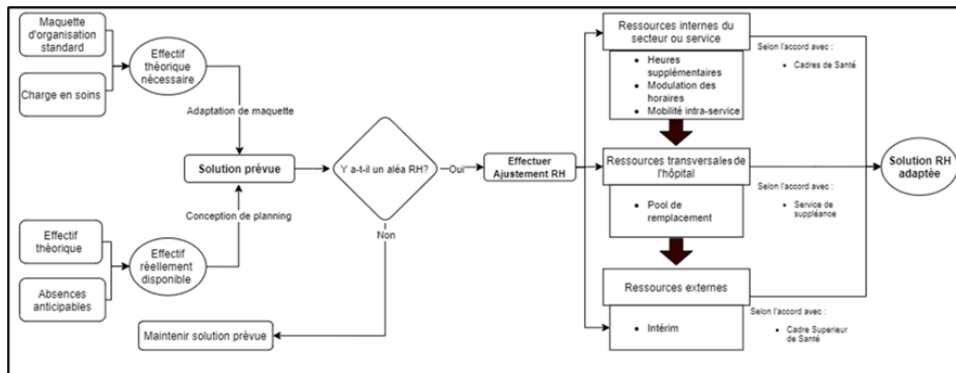 Maquette
d'organisation
standard
Charge en soins
Effectif
théorique
nécessaire
Adaptation de maquette
Solution prévue
Conception de planning
Effectif
théorique
Absences
anticipables
Effectif
réellement
disponible
Y a-t-il un aléa RH?
Oui
Non
Maintenir solution prévue
Effectuer
Ajustement RH
Ressources internes du
secteur ou service
• Heures
supplémentaires
• Modulation des
horaires
• Mobilité intra-service
Selon l'accord avec :
• Cadres de Santé
Ressources transversales de
l'hôpital
• Pool de
remplacement
Selon l'accord avec :
• Service de
suppléance
Ressources externes
• Intérim
Selon l'accord avec :
• Cadre Superieur
de Santé
Solution RH
adaptée